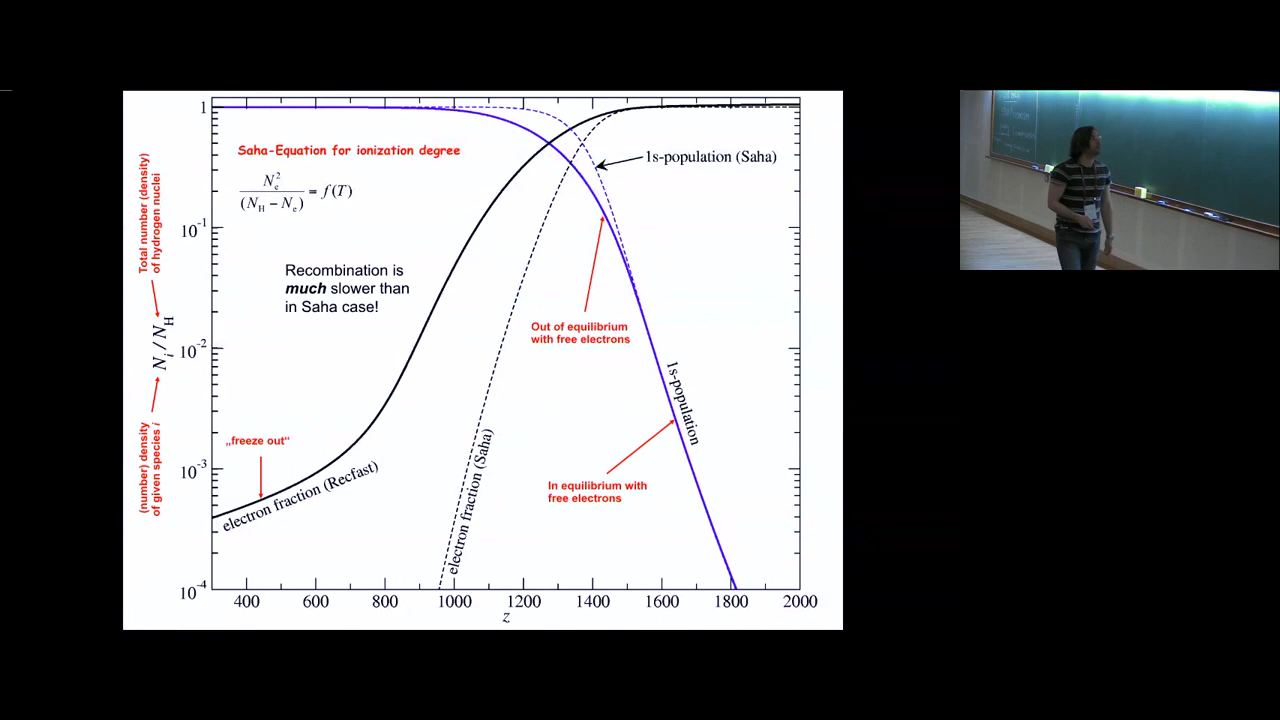 Saha-Equation for ionization degree
N_e^2 / (N_H − N_e) = f(T)
Recombination is
much slower than
in Saha case!
1s-population (Saha)
Out of equilibrium
with free electrons
1s-population
In equilibrium with
free electrons
„freeze out“
electron fraction (Recfast)
electron fraction (Saha)
Total number (density)
of hydrogen nuclei
N_i / N_H
(number) density
of given species i
1
10^-1
10^-2
10^-3
10^-4
400 600 800 1000 1200 1400 1600 1800 2000
z